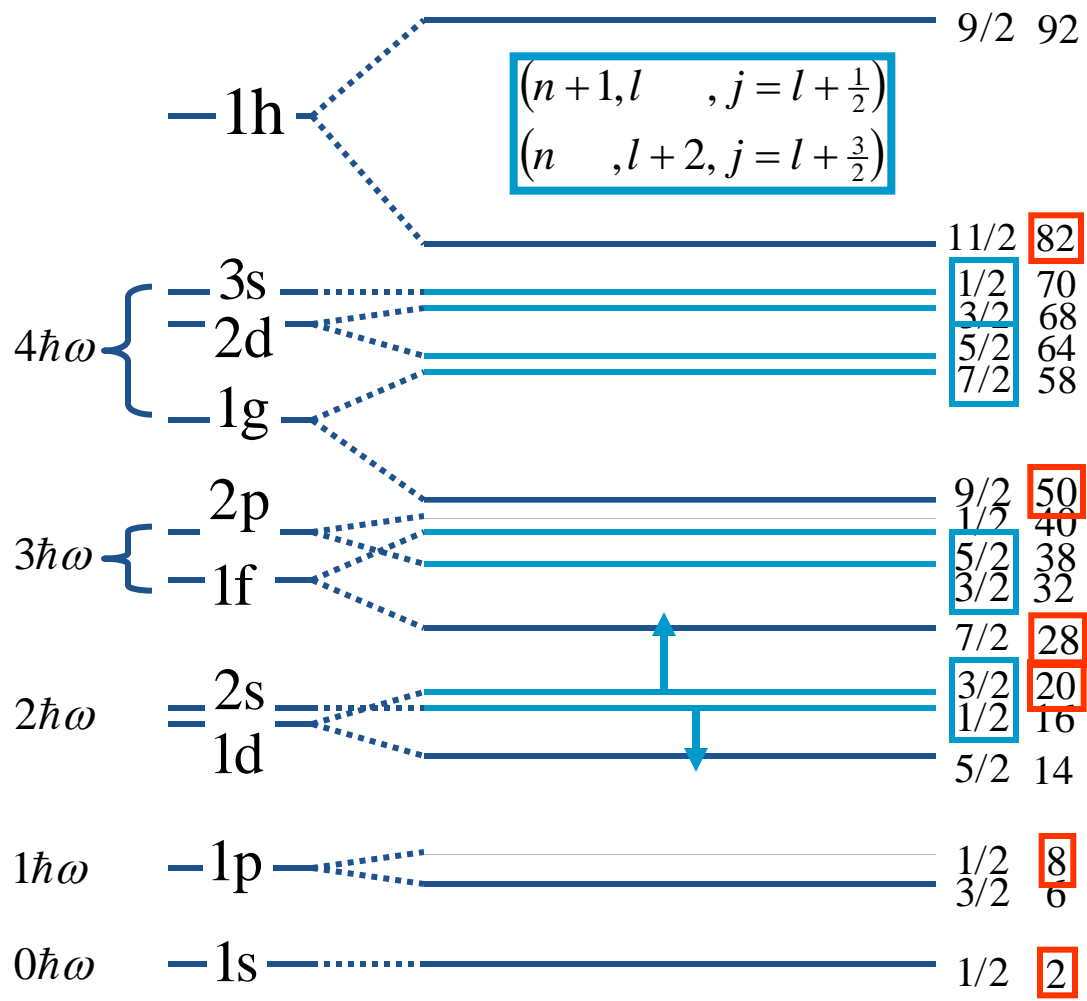 9/2 92
(n + 1, l , j = l + 1/2)
1h
(n , l + 2, j = l + 3/2)
11/2 82
3s 1/2 70
3/2 68
2d
4ħω 5/2 64
7/2 58
1g
2p 9/2 50
1/2 40
3ħω 5/2 38
1f 3/2 32
7/2 28
2s 3/2 20
2ħω 1/2 16
1d 5/2 14
1ħω 1p 1/2 8
3/2 6
0ħω 1s 1/2 2